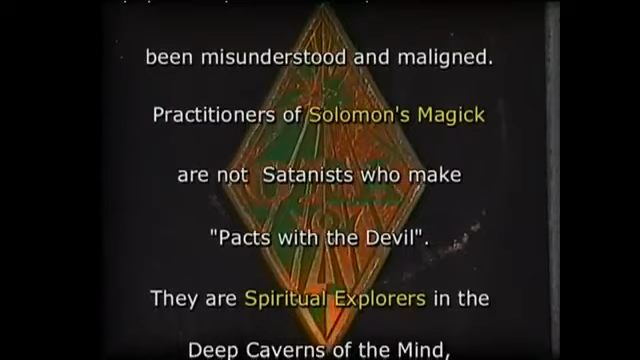 been misunderstood and maligned.
Practitioners of Solomon's Magick
are not Satanists who make
"Pacts with the Devil".
They are Spiritual Explorers in the
Deep Caverns of the Mind,